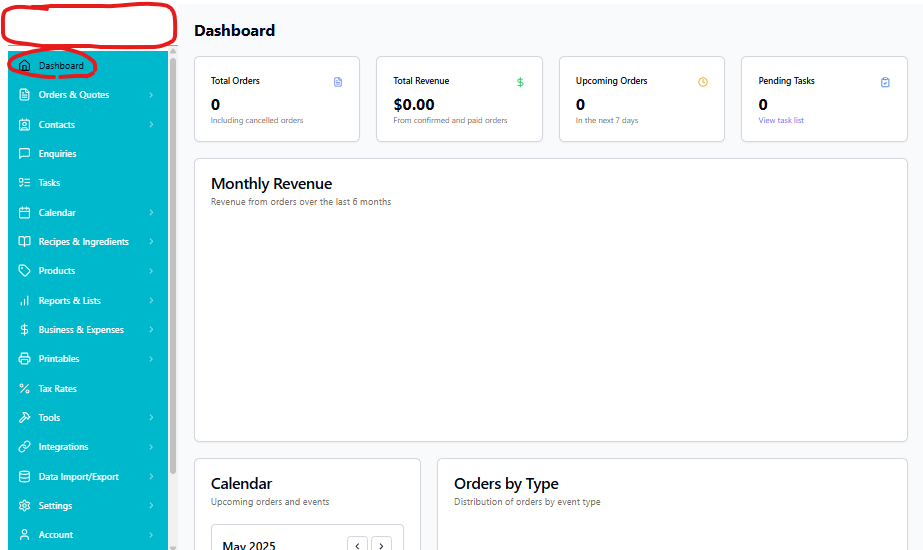 Dashboard
Orders & Quotes
Contacts
Enquiries
Tasks
Calendar
Recipes & Ingredients
Products
Reports & Lists
Business & Expenses
Printables
Tax Rates
Tools
Integrations
Data Import/Export
Settings
Account
Dashboard
Total Orders
0
Including cancelled orders
Total Revenue
$0.00
From confirmed and paid orders
Upcoming Orders
0
In the next 7 days
Pending Tasks
0
View task list
Monthly Revenue
Revenue from orders over the last 6 months
Calendar
Upcoming orders and events
May 2025
Orders by Type
Distribution of orders by event type